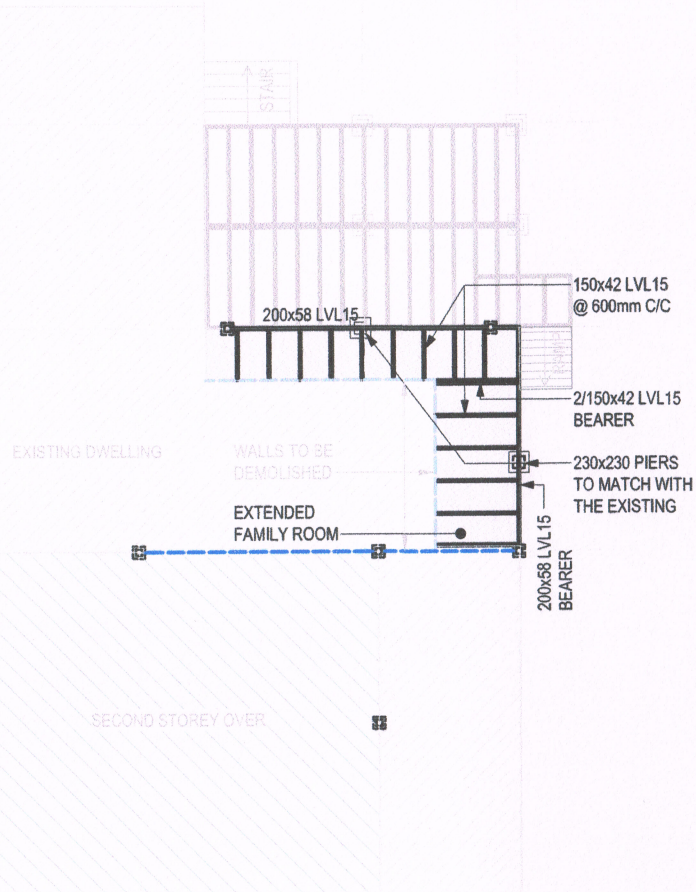 STAIR
150x42 LVL15
@ 600mm C/C
200x58 LVL15
RAMP
2/150x42 LVL15
BEARER
EXISTING DWELLING
WALLS TO BE
DEMOLISHED
230x230 PIERS
TO MATCH WITH
THE EXISTING
EXTENDED
FAMILY ROOM
200x58 LVL15
BEARER
SECOND STOREY OVER